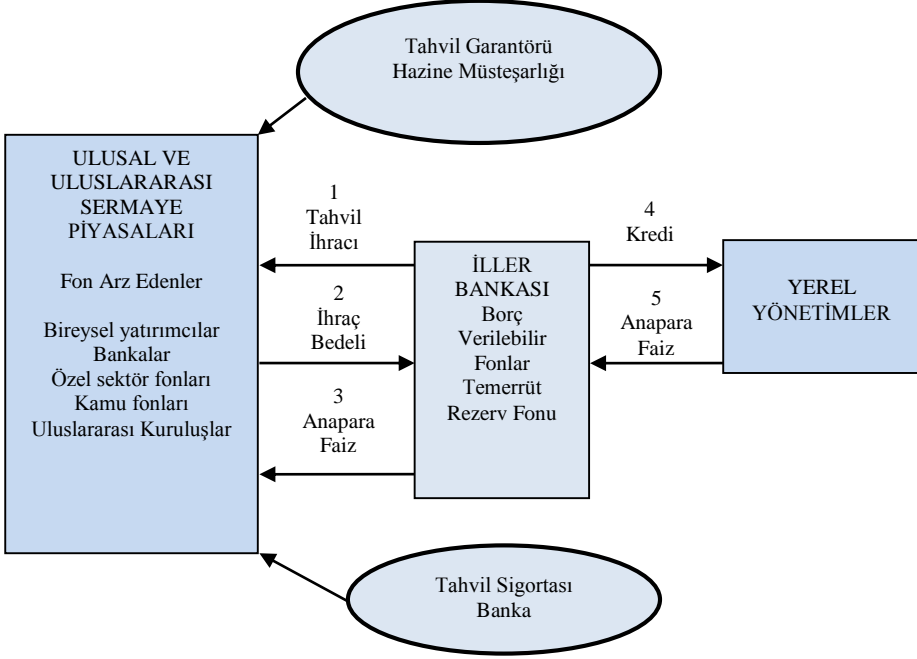 Tahvil Garantörü
Hazine Müsteşarlığı
ULUSAL VE
ULUSLARARASI
SERMAYE
PİYASALARI
Fon Arz Edenler
Bireysel yatırımcılar
Bankalar
Özel sektör fonları
Kamu fonları
Uluslararası Kuruluşlar
1
Tahvil
İhracı
2
İhraç
Bedeli
3
Anapara
Faiz
İLLER
BANKASI
Borç
Verilebilir
Fonlar
Temerrüt
Rezerv Fonu
4
Kredi
5
Anapara
Faiz
YEREL
YÖNETİMLER
Tahvil Sigortası
Banka